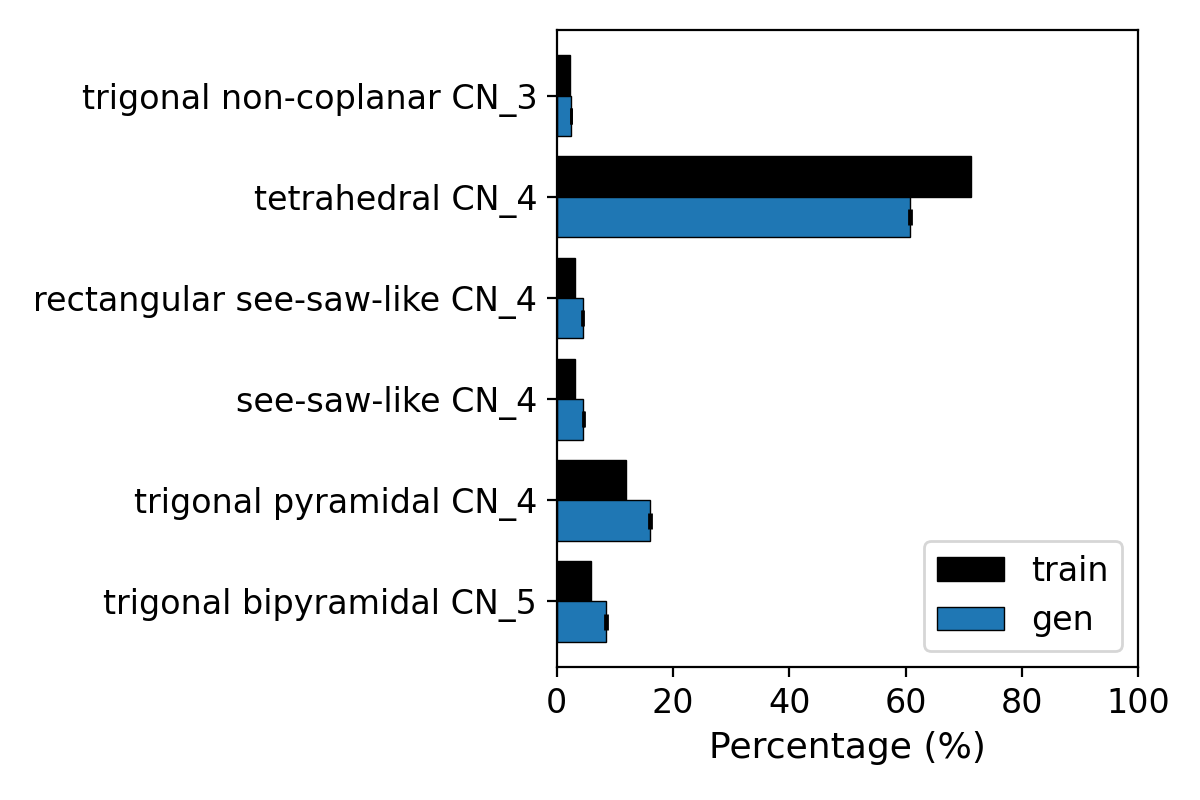 trigonal non-coplanar CN_3
tetrahedral CN_4
rectangular see-saw-like CN_4
see-saw-like CN_4
trigonal pyramidal CN_4
trigonal bipyramidal CN_5
train
gen
0 20 40 60 80 100
Percentage (%)